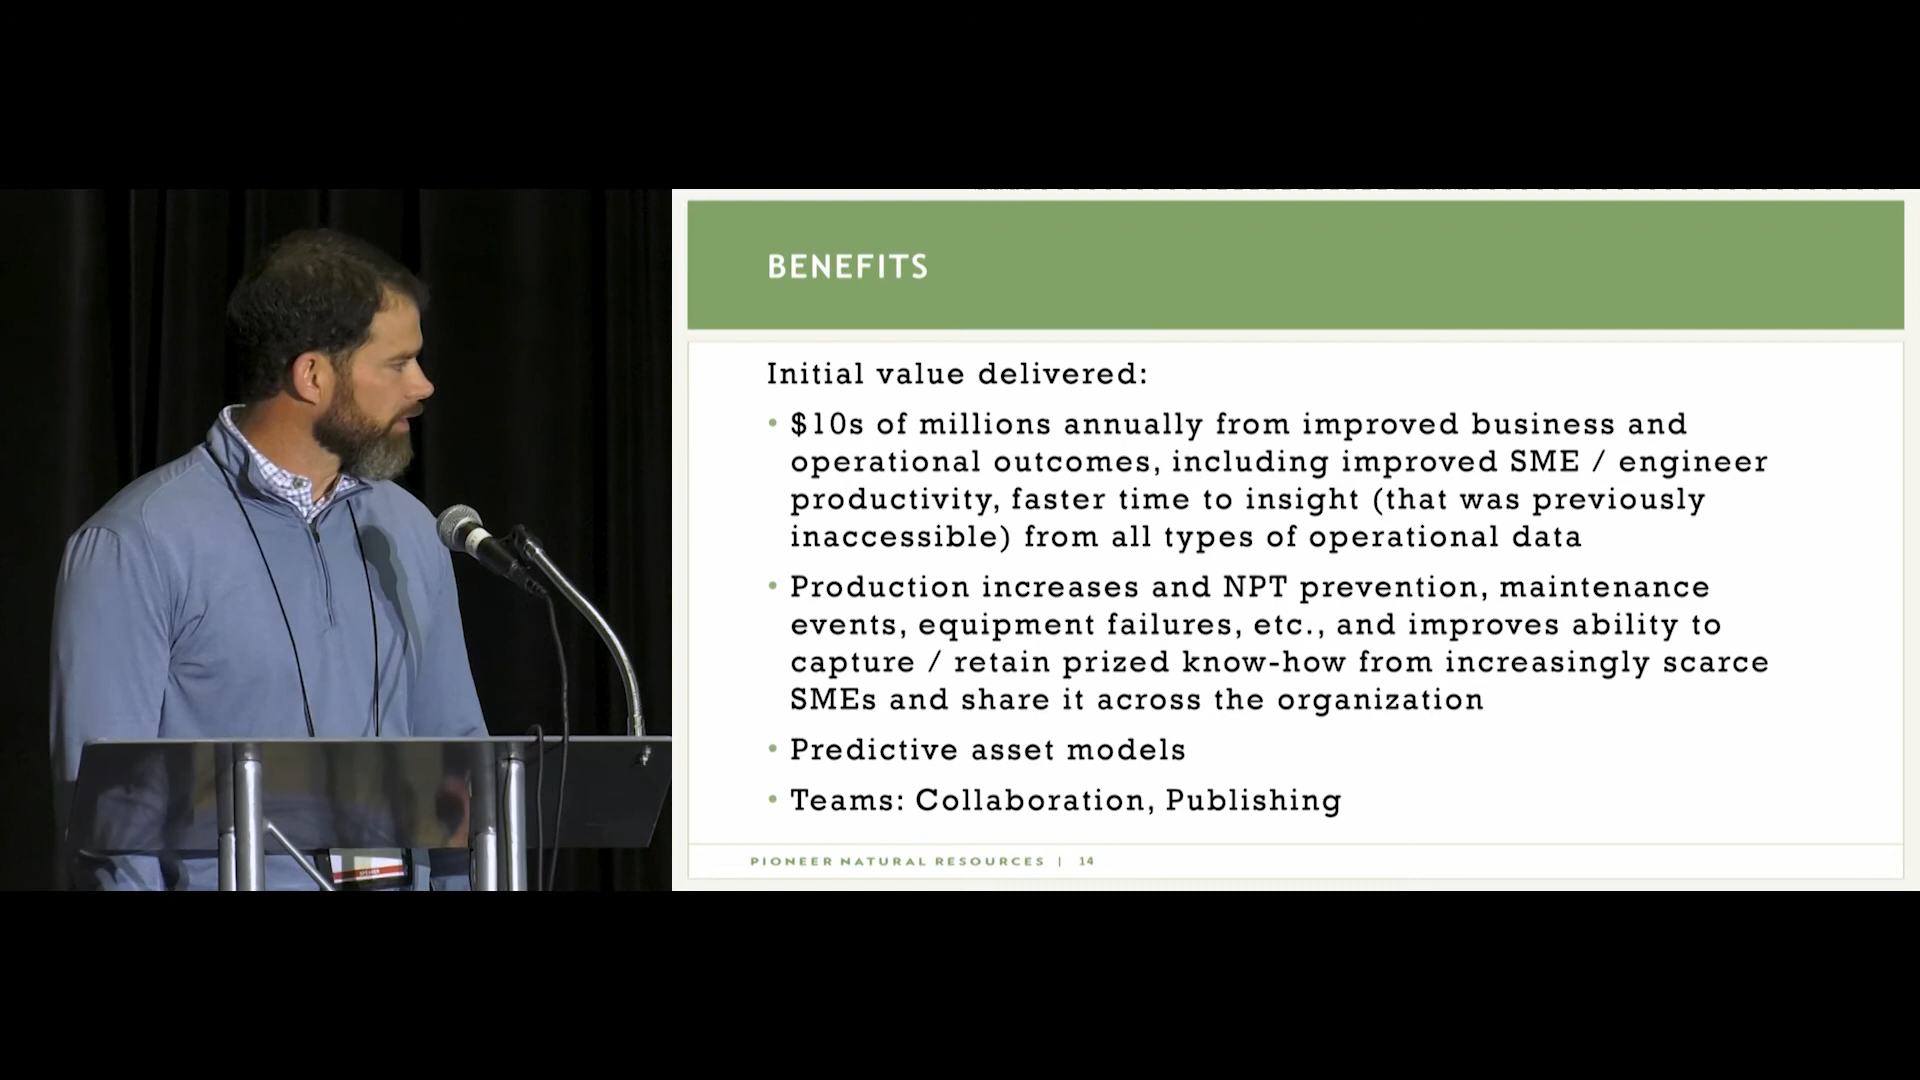 BENEFITS
Initial value delivered:
• $10s of millions annually from improved business and
operational outcomes, including improved SME / engineer
productivity, faster time to insight (that was previously
inaccessible) from all types of operational data
• Production increases and NPT prevention, maintenance
events, equipment failures, etc., and improves ability to
capture / retain prized know-how from increasingly scarce
SMEs and share it across the organization
• Predictive asset models
• Teams: Collaboration, Publishing
PIONEER NATURAL RESOURCES | 14
SPEAKER